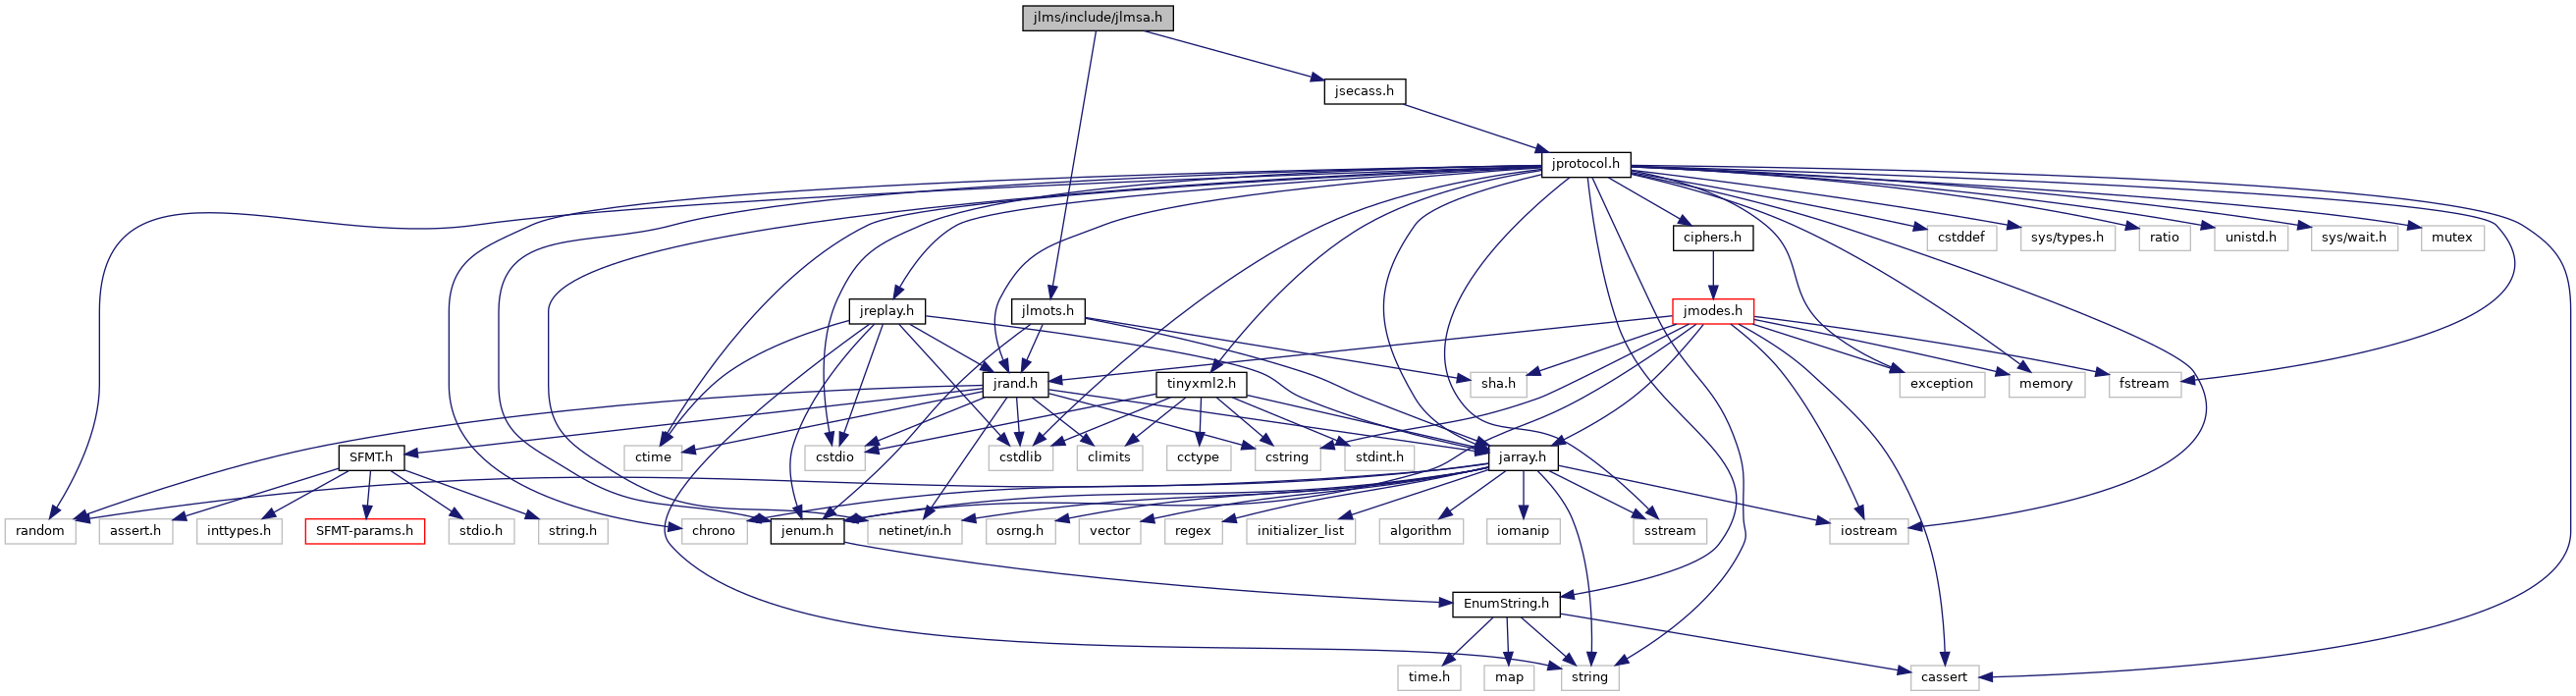 jlms/include/jlmsa.h
jsecass.h
jprotocol.h
ciphers.h
cstddef
sys/types.h
ratio
unistd.h
sys/wait.h
mutex
jreplay.h
jlmots.h
jmodes.h
jrand.h
tinyxml2.h
sha.h
exception
memory
fstream
SFMT.h
ctime
cstdio
cstdlib
climits
cctype
cstring
stdint.h
jarray.h
random
assert.h
inttypes.h
SFMT-params.h
stdio.h
string.h
chrono
jenum.h
netinet/in.h
osrng.h
vector
regex
initializer_list
algorithm
iomanip
sstream
iostream
EnumString.h
time.h
map
string
cassert